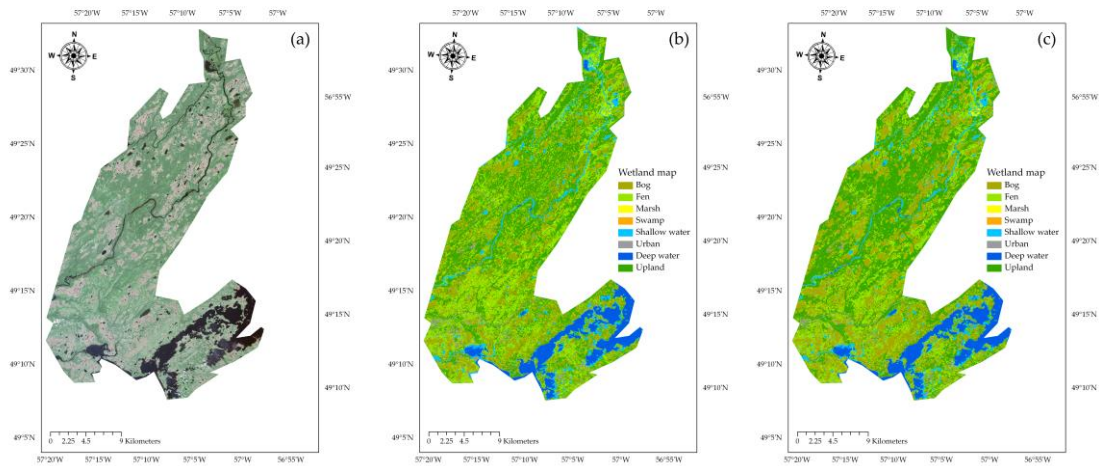 57°20'W 57°15'W 57°10'W 57°5'W 57°W
(a)
N
W E
S
49°30'N
56°55'W
49°25'N
49°25'N
49°20'N
49°20'N
49°15'N
49°15'N
49°10'N
49°10'N
49°5'N
0 2.25 4.5 9 Kilometers
57°20'W 57°15'W 57°10'W 57°5'W 57°W 56°55'W
57°20'W 57°15'W 57°10'W 57°5'W 57°W
(b)
N
W E
S
49°30'N
56°55'W
49°25'N
49°25'N
Wetland map
Bog
Fen
Marsh
Swamp
Shallow water
Urban
Deep water
Upland
49°20'N
49°20'N
49°15'N
49°15'N
49°10'N
49°10'N
49°5'N
0 2.25 4.5 9 Kilometers
57°20'W 57°15'W 57°10'W 57°5'W 57°W 56°55'W
57°20'W 57°15'W 57°10'W 57°5'W 57°W
(c)
N
W E
S
49°30'N
56°55'W
49°25'N
49°25'N
Wetland map
Bog
Fen
Marsh
Swamp
Shallow water
Urban
Deep water
Upland
49°20'N
49°20'N
49°15'N
49°15'N
49°10'N
49°10'N
49°5'N
0 2.25 4.5 9 Kilometers
57°20'W 57°15'W 57°10'W 57°5'W 57°W 56°55'W